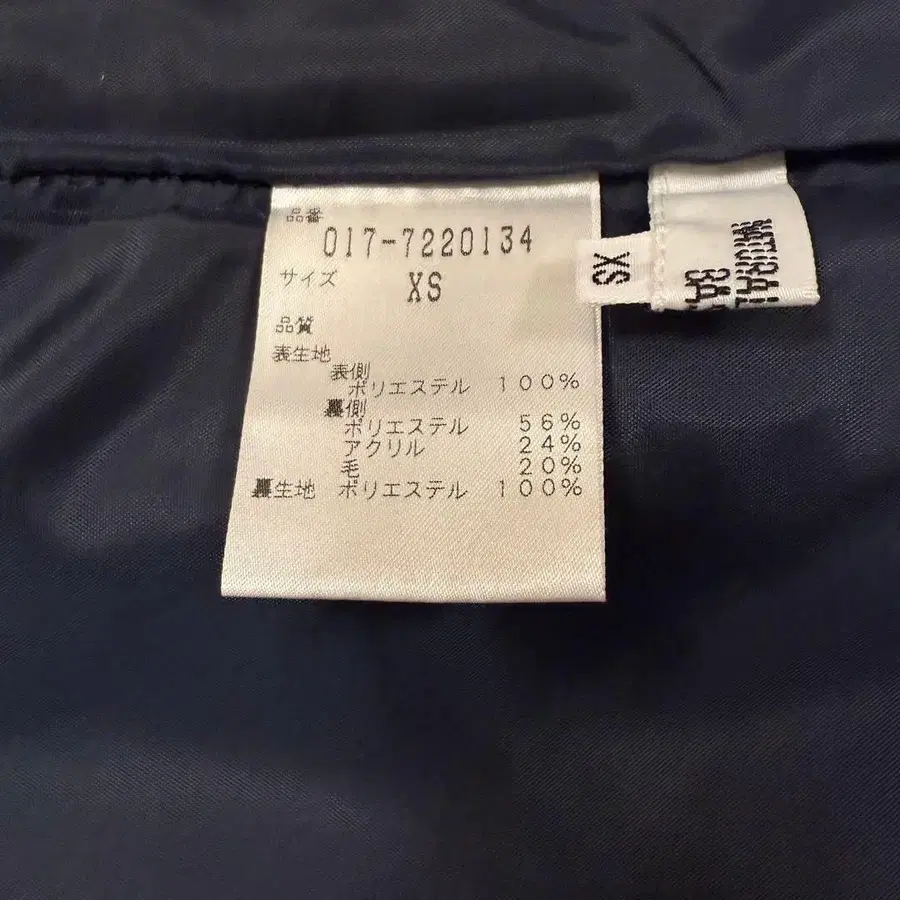 品番
017-7220134
サイズ
XS
品質
表生地
表側
ポリエステル 100%
裏側
ポリエステル 56%
アクリル 24%
毛 20%
裏生地 ポリエステル 100%
XS